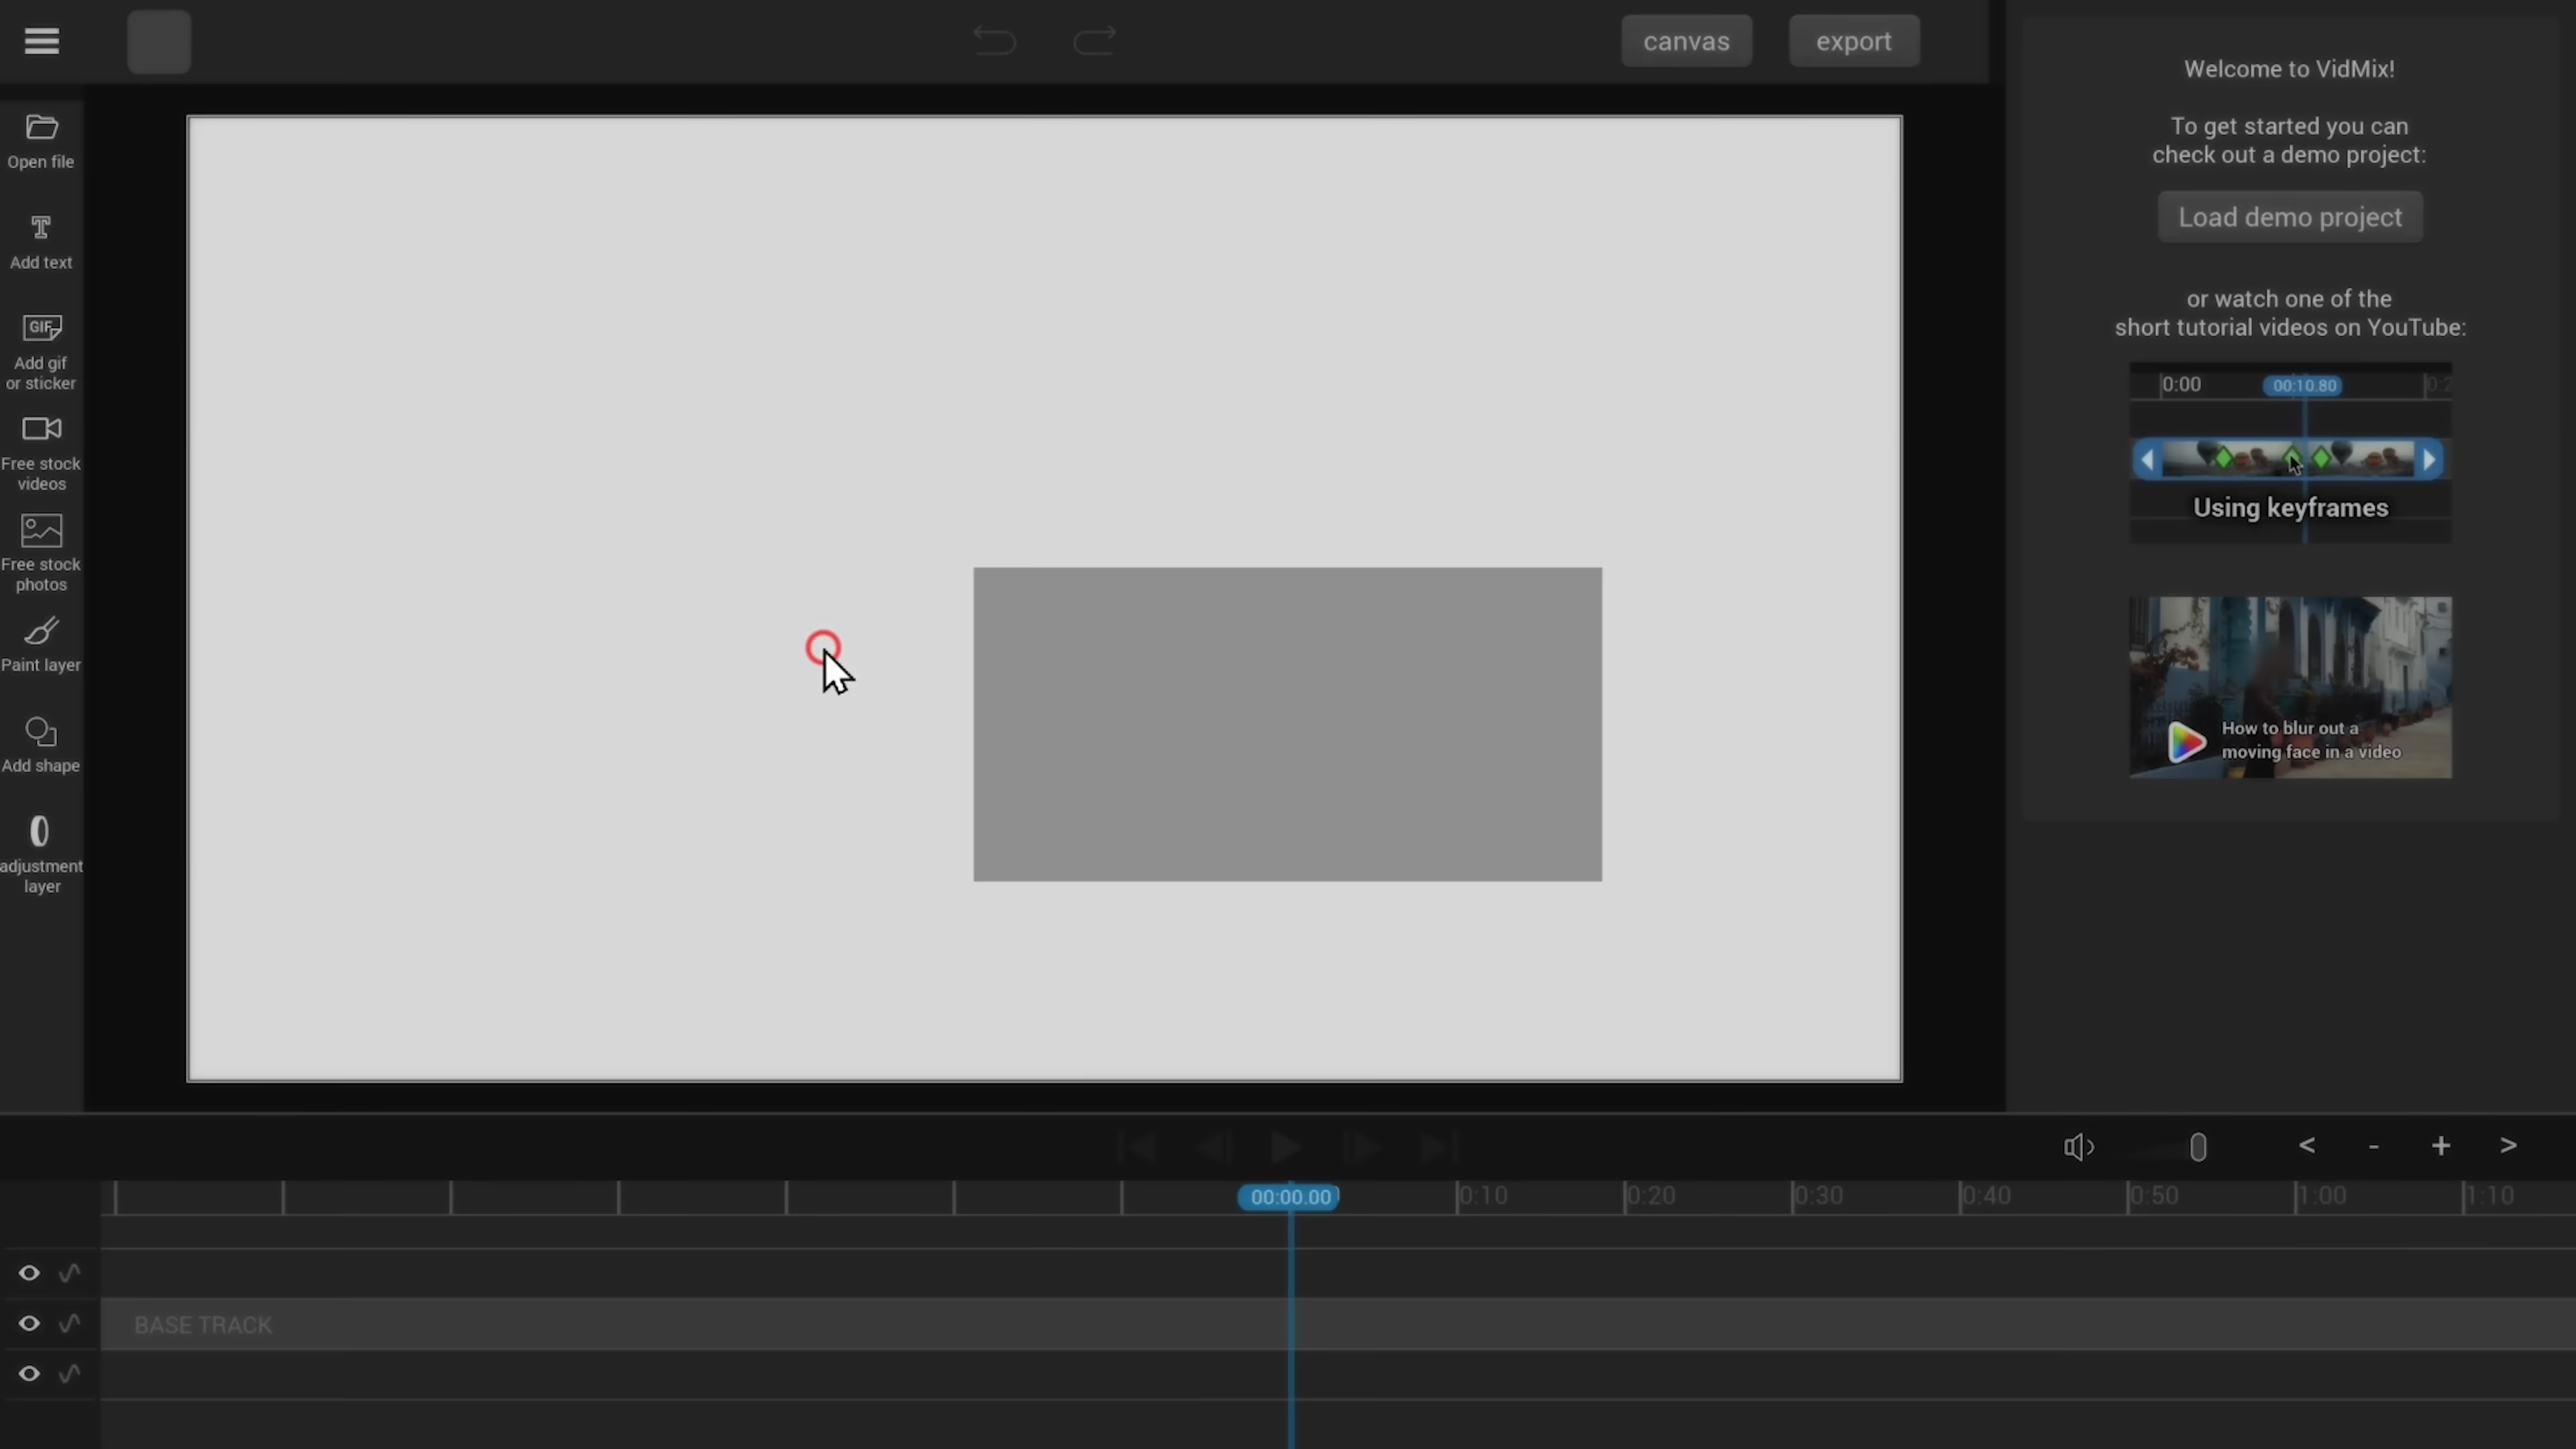 canvas
export
Open file
Add text
GIF
Add gif
or sticker
Free stock
videos
Free stock
photos
Paint layer
Add shape
adjustment
layer
Welcome to VidMix!
To get started you can
check out a demo project:
Load demo project
or watch one of the
short tutorial videos on YouTube:
0:00
00:10.80
Using keyframes
How to blur out a
moving face in a video
< - + >
00:00.00
0:10
0:20
0:30
0:40
0:50
1:00
1:10
BASE TRACK